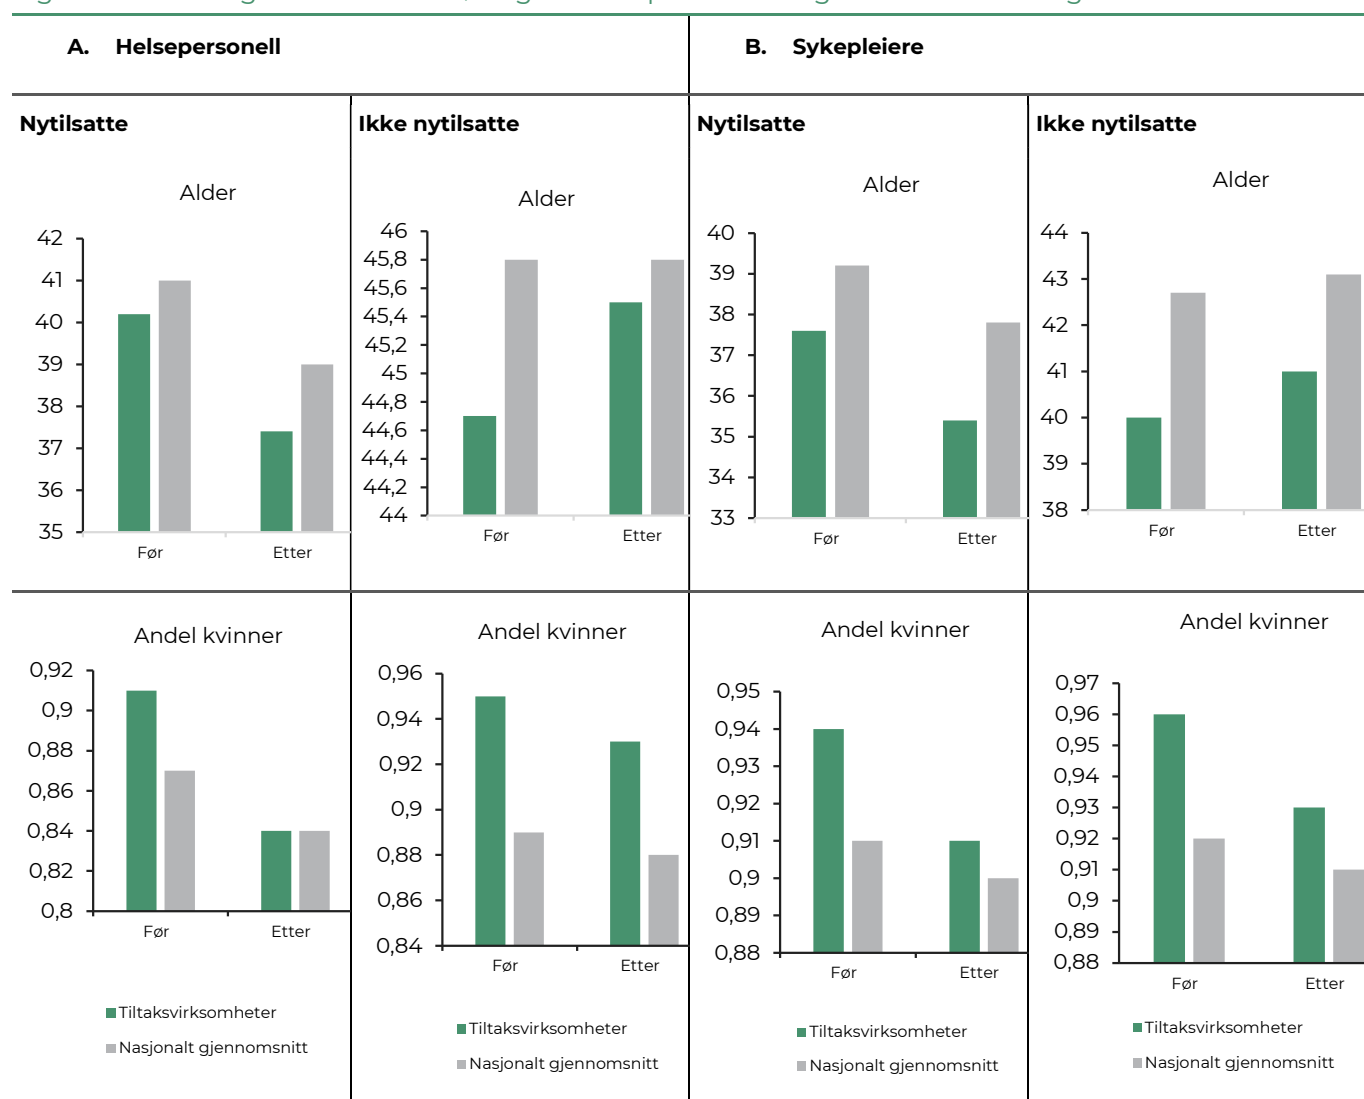 A. Helsepersonell
B. Sykepleiere
Nytilsatte
Ikke nytilsatte
Nytilsatte
Ikke nytilsatte
Alder
42
41
40
39
38
37
36
35
Før
Etter
Alder
46
45,8
45,6
45,4
45,2
45
44,8
44,6
44,4
44,2
44
Før
Etter
Alder
40
39
38
37
36
35
34
33
Før
Etter
Alder
44
43
42
41
40
39
38
Før
Etter
Andel kvinner
0,92
0,9
0,88
0,86
0,84
0,82
0,8
Før
Etter
Tiltaksvirksomheter
Nasjonalt gjennomsnitt
Andel kvinner
0,96
0,94
0,92
0,9
0,88
0,86
0,84
Før
Etter
Tiltaksvirksomheter
Nasjonalt gjennomsnitt
Andel kvinner
0,95
0,94
0,93
0,92
0,91
0,9
0,89
0,88
Før
Etter
Tiltaksvirksomheter
Nasjonalt gjennomsnitt
Andel kvinner
0,97
0,96
0,95
0,94
0,93
0,92
0,91
0,9
0,89
0,88
Før
Etter
Tiltaksvirksomheter
Nasjonalt gjennomsnitt